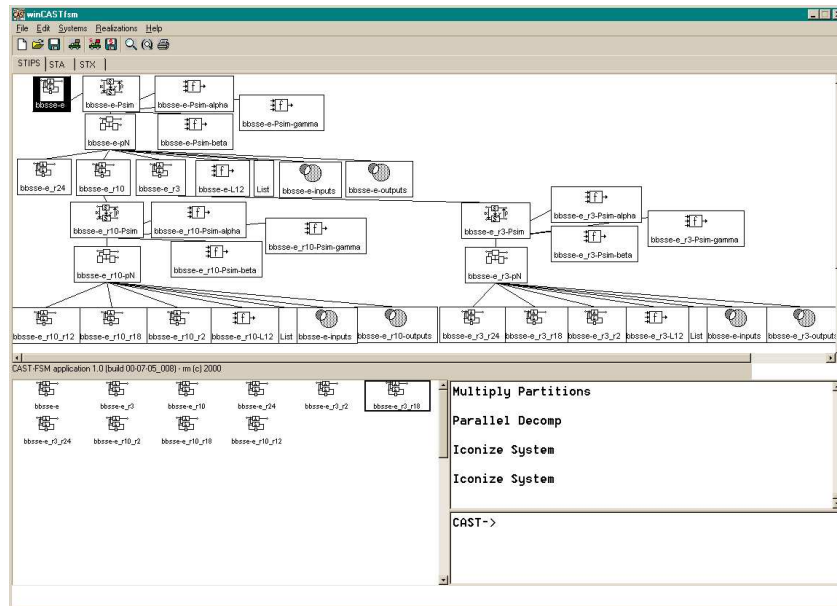 winCASTfsm
File Edit Systems Realizations Help
STIPS STA STX
bbsse-e bbsse-e-Psim bbsse-e-Psim-alpha bbsse-e-Psim-gamma
bbsse-e-pN bbsse-e-Psim-beta
bbsse-e_r24 bbsse-e_r10 bbsse-e_r3 bbsse-e-L12 List bbsse-e-inputs bbsse-e-outputs
bbsse-e_r10-Psim bbsse-e_r10-Psim-alpha bbsse-e_r10-Psim-gamma bbsse-e_r3-Psim bbsse-e_r3-Psim-alpha bbsse-e_r3-Psim-gamma
bbsse-e_r10-pN bbsse-e_r10-Psim-beta bbsse-e_r3-pN bbsse-e_r3-Psim-beta
bbsse-e_r10_r12 bbsse-e_r10_r18 bbsse-e_r10_r2 bbsse-e_r10-L12 List bbsse-e-inputs bbsse-e_r10-outputs bbsse-e_r3_r24 bbsse-e_r3_r18 bbsse-e_r3_r2 bbsse-e_r3-L12 List bbsse-e-inputs bbsse-e_r3-outputs
CAST-FSM application 1.0 (build 00-07-05_008) - rm (c) 2000
bbsse-e bbsse-e_r3 bbsse-e_r10 bbsse-e_r24 bbsse-e_r3_r2 bbsse-e_r3_r18
bbsse-e_r3_r24 bbsse-e_r10_r2 bbsse-e_r10_r18 bbsse-e_r10_r12
Multiply Partitions
Parallel Decomp
Iconize System
Iconize System
CAST->